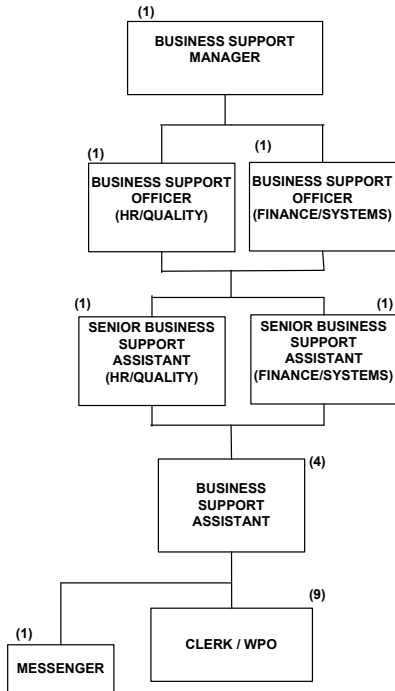 (1)
BUSINESS SUPPORT
MANAGER
(1)
BUSINESS SUPPORT
OFFICER
(HR/QUALITY)
(1)
BUSINESS SUPPORT
OFFICER
(FINANCE/SYSTEMS)
(1)
SENIOR BUSINESS
SUPPORT
ASSISTANT
(HR/QUALITY)
(1)
SENIOR BUSINESS
SUPPORT
ASSISTANT
(FINANCE/SYSTEMS)
(4)
BUSINESS
SUPPORT
ASSISTANT
(1)
MESSENGER
(9)
CLERK / WPO